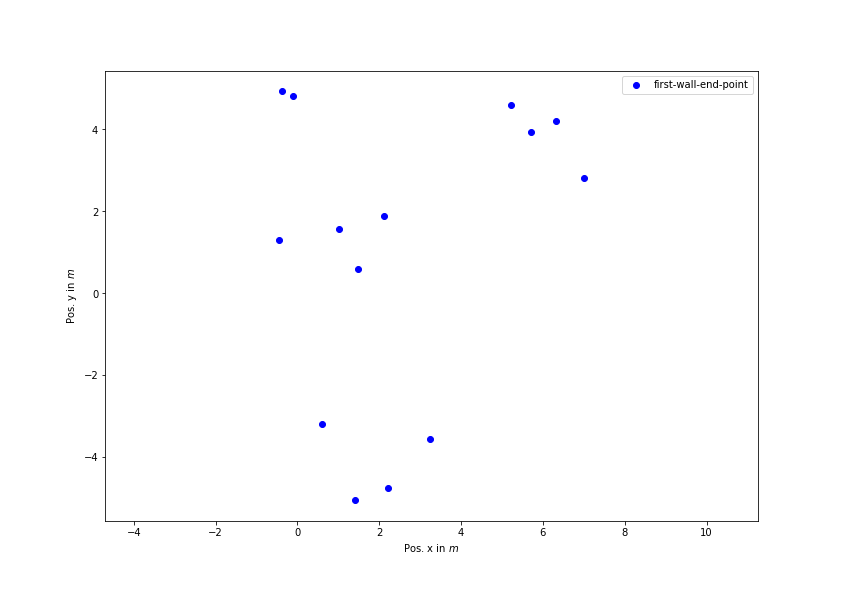 first-wall-end-point
4
2
0
−2
−4
Pos. y in m
−4 −2 0 2 4 6 8 10
Pos. x in m